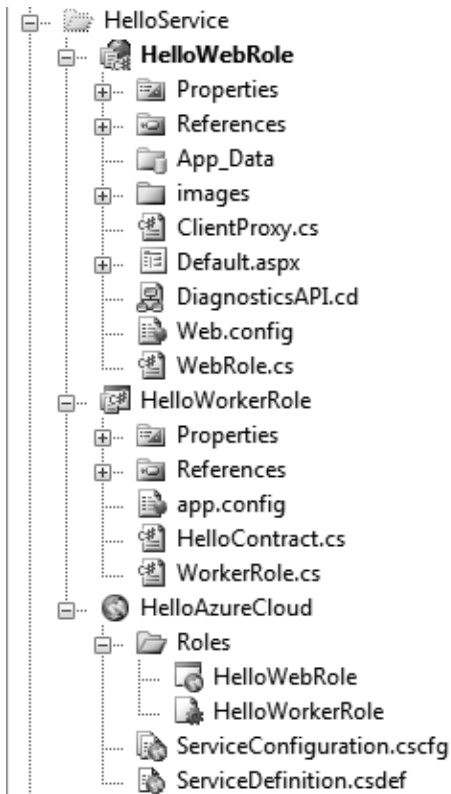 HelloService
HelloWebRole
Properties
References
App_Data
images
ClientProxy.cs
Default.aspx
DiagnosticsAPI.cd
Web.config
WebRole.cs
HelloWorkerRole
Properties
References
app.config
HelloContract.cs
WorkerRole.cs
HelloAzureCloud
Roles
HelloWebRole
HelloWorkerRole
ServiceConfiguration.cscfg
ServiceDefinition.csdef